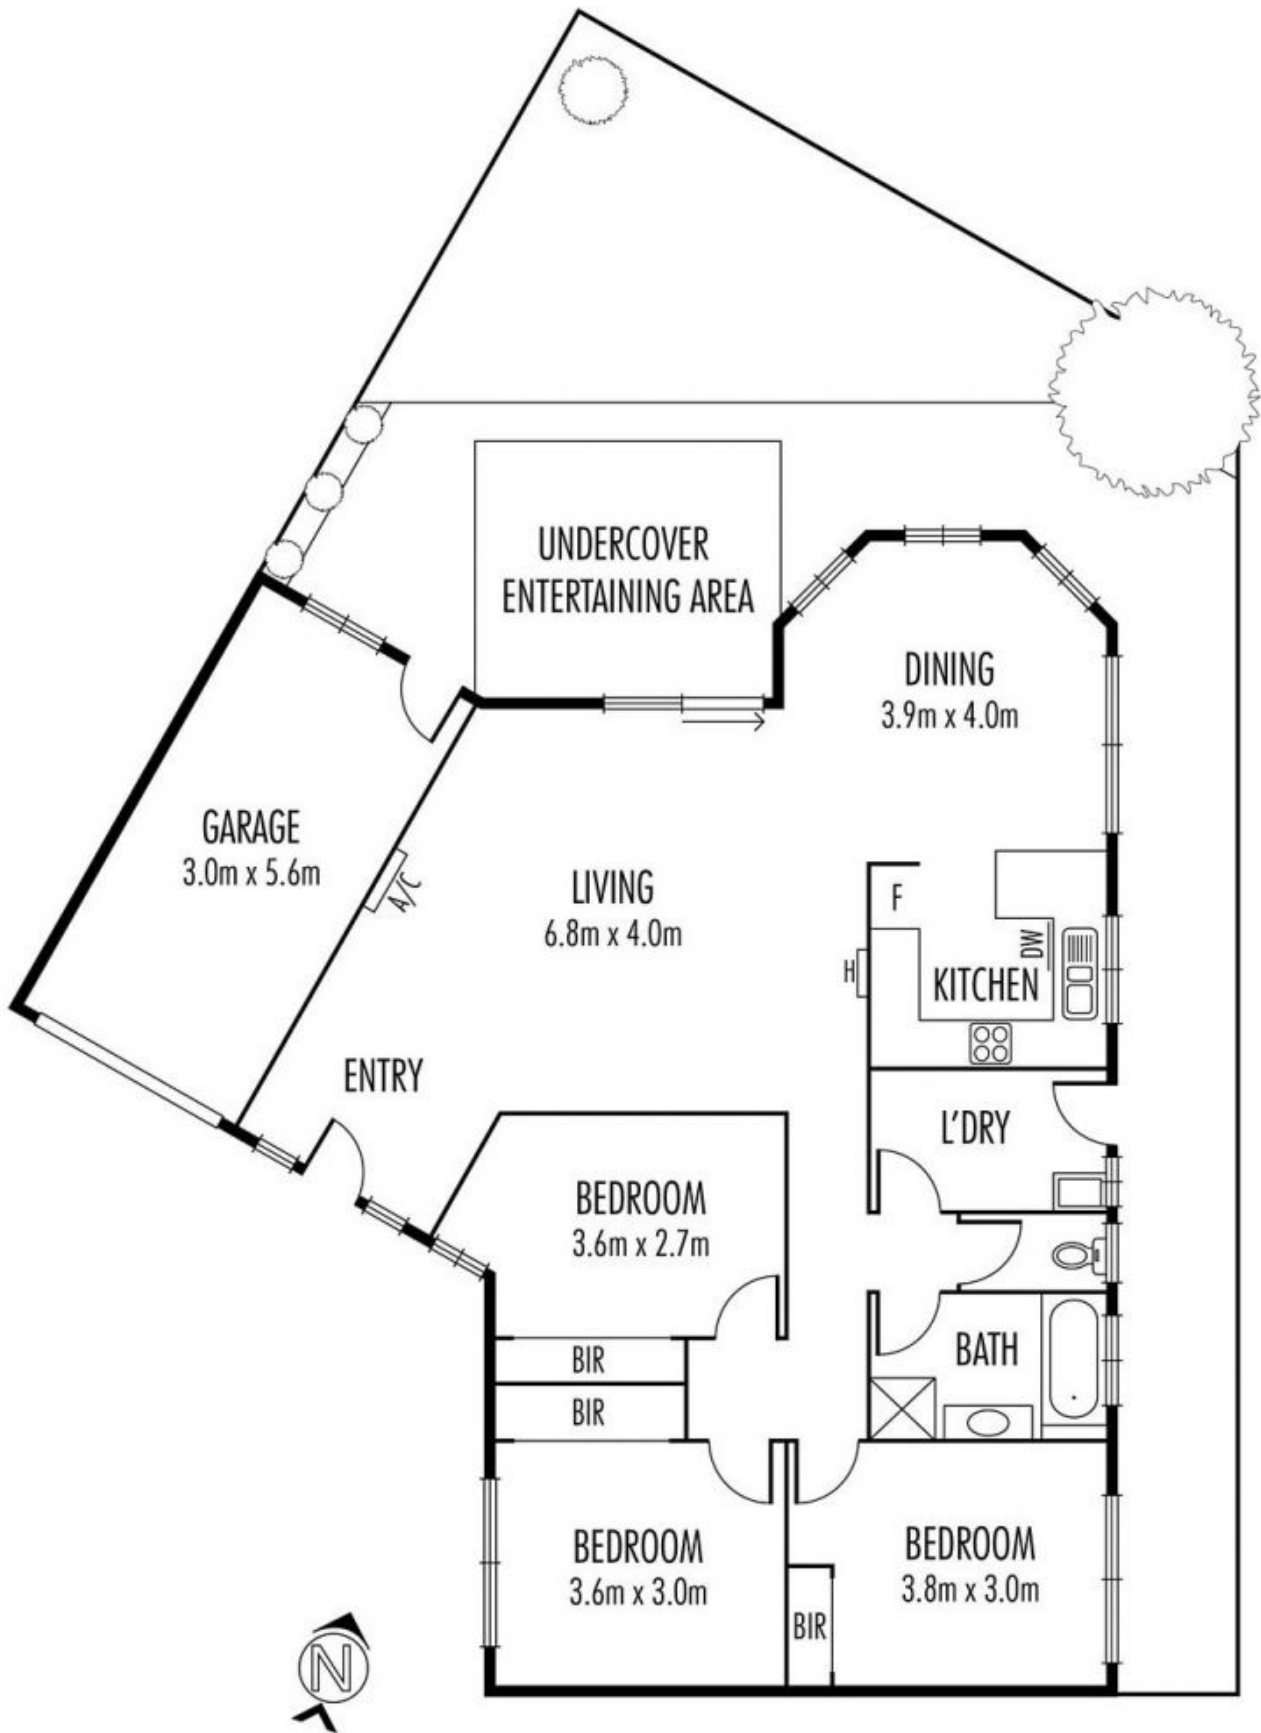 UNDERCOVER
ENTERTAINING AREA
DINING
3.9m x 4.0m
GARAGE
3.0m x 5.6m
A/C
LIVING
6.8m x 4.0m
F
DW
H
KITCHEN
ENTRY
L'DRY
BEDROOM
3.6m x 2.7m
BIR
BIR
BATH
BEDROOM
3.6m x 3.0m
BEDROOM
3.8m x 3.0m
BIR
N